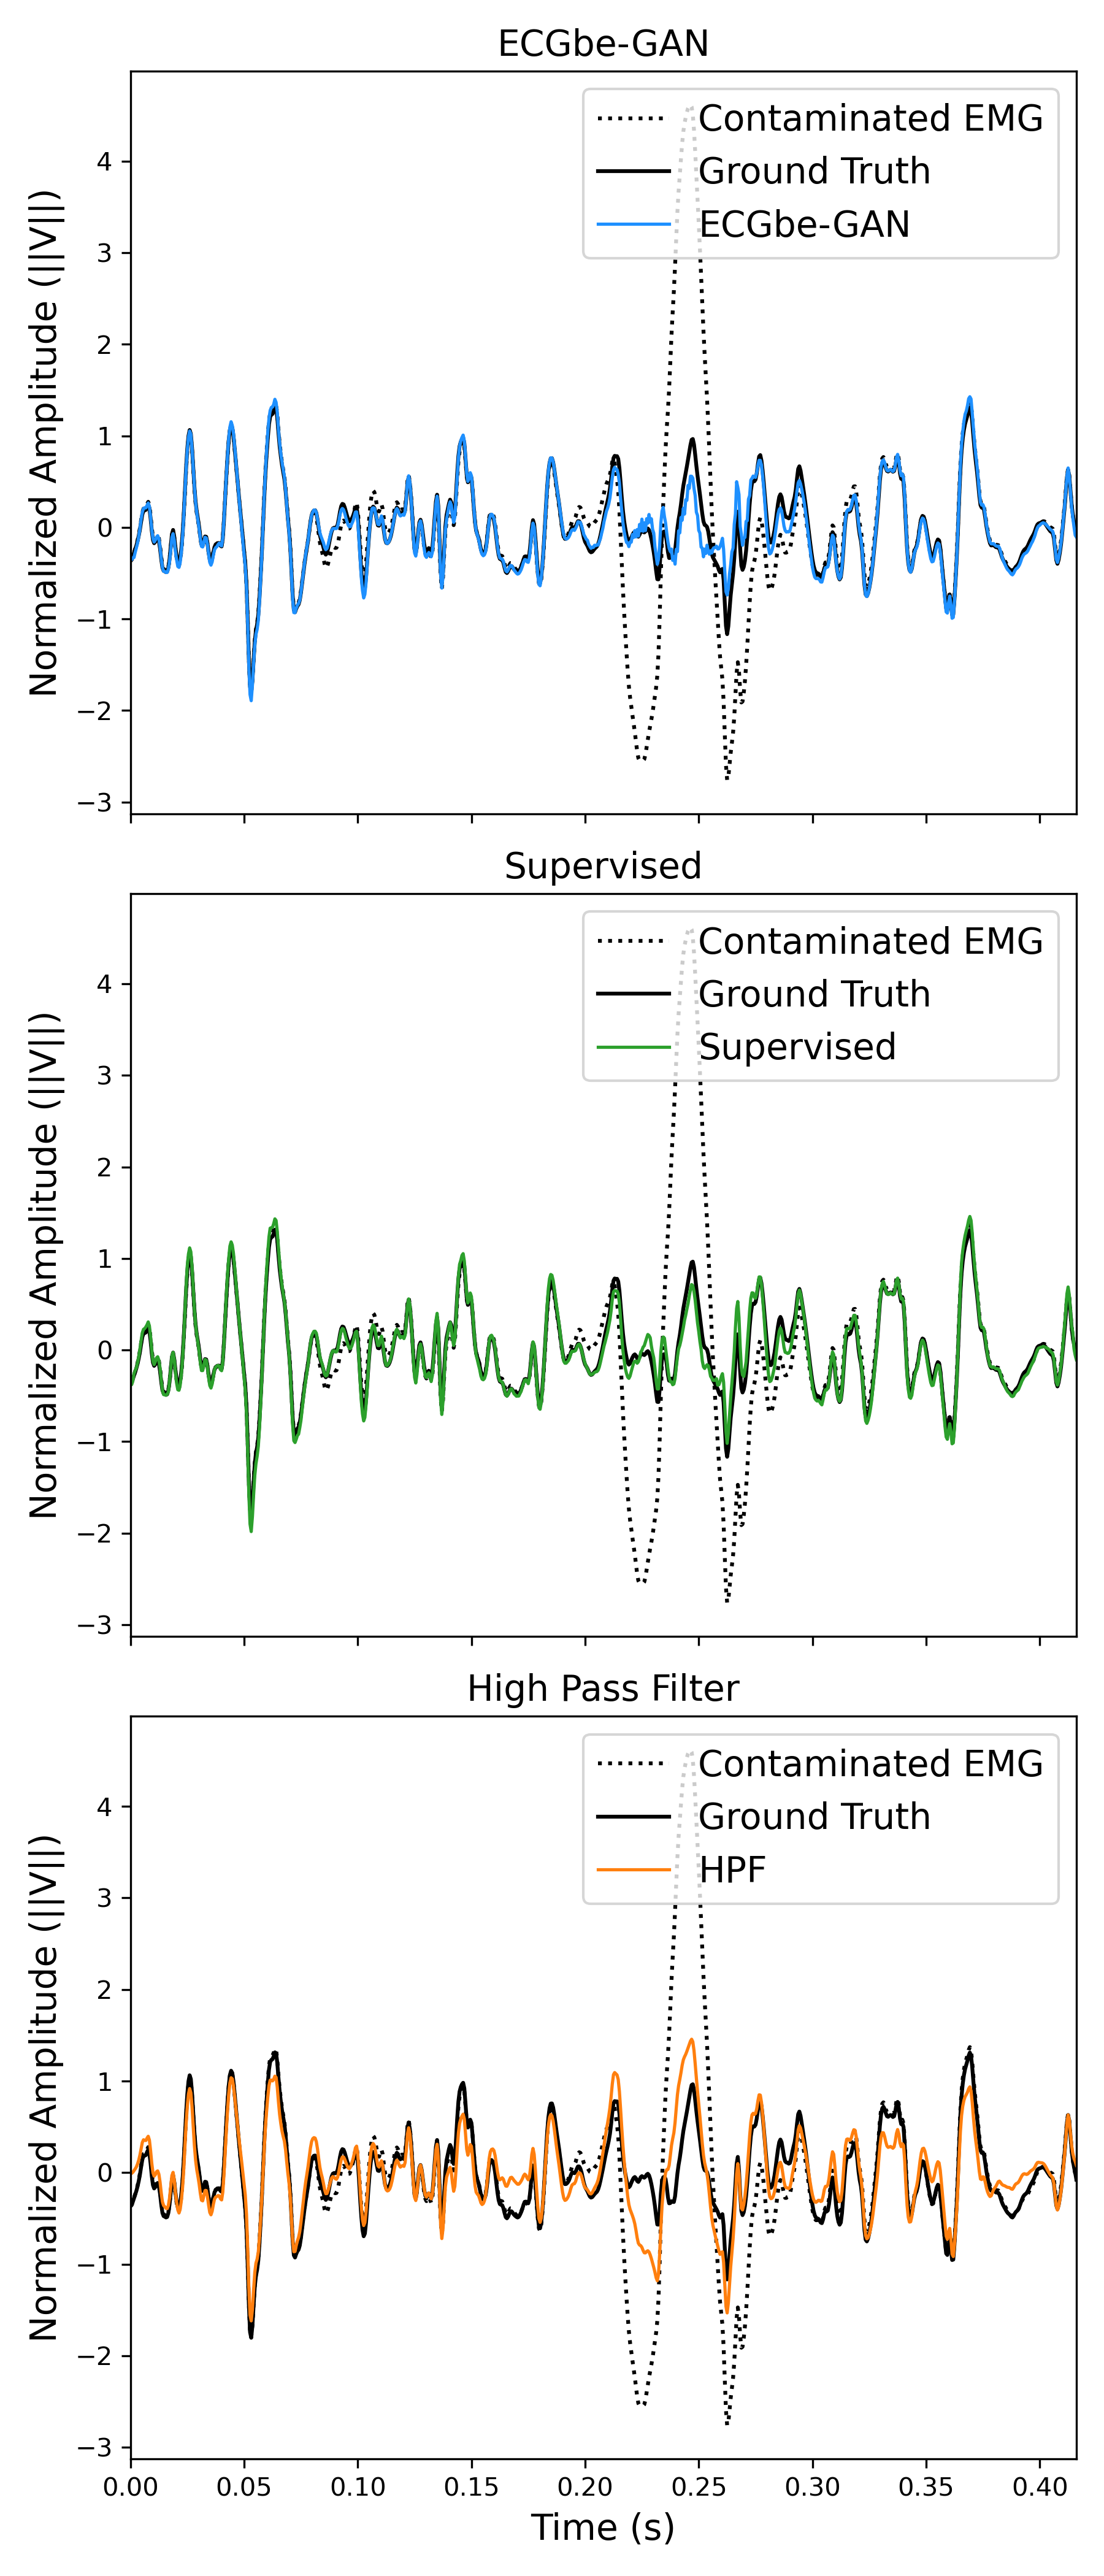 ECGbe-GAN
Contaminated EMG
Ground Truth
ECGbe-GAN
Normalized Amplitude (||V||)
4
3
2
1
0
−1
−2
−3
Supervised
Contaminated EMG
Ground Truth
Supervised
Normalized Amplitude (||V||)
4
3
2
1
0
−1
−2
−3
High Pass Filter
Contaminated EMG
Ground Truth
HPF
Normalized Amplitude (||V||)
4
3
2
1
0
−1
−2
−3
0.00 0.05 0.10 0.15 0.20 0.25 0.30 0.35 0.40
Time (s)